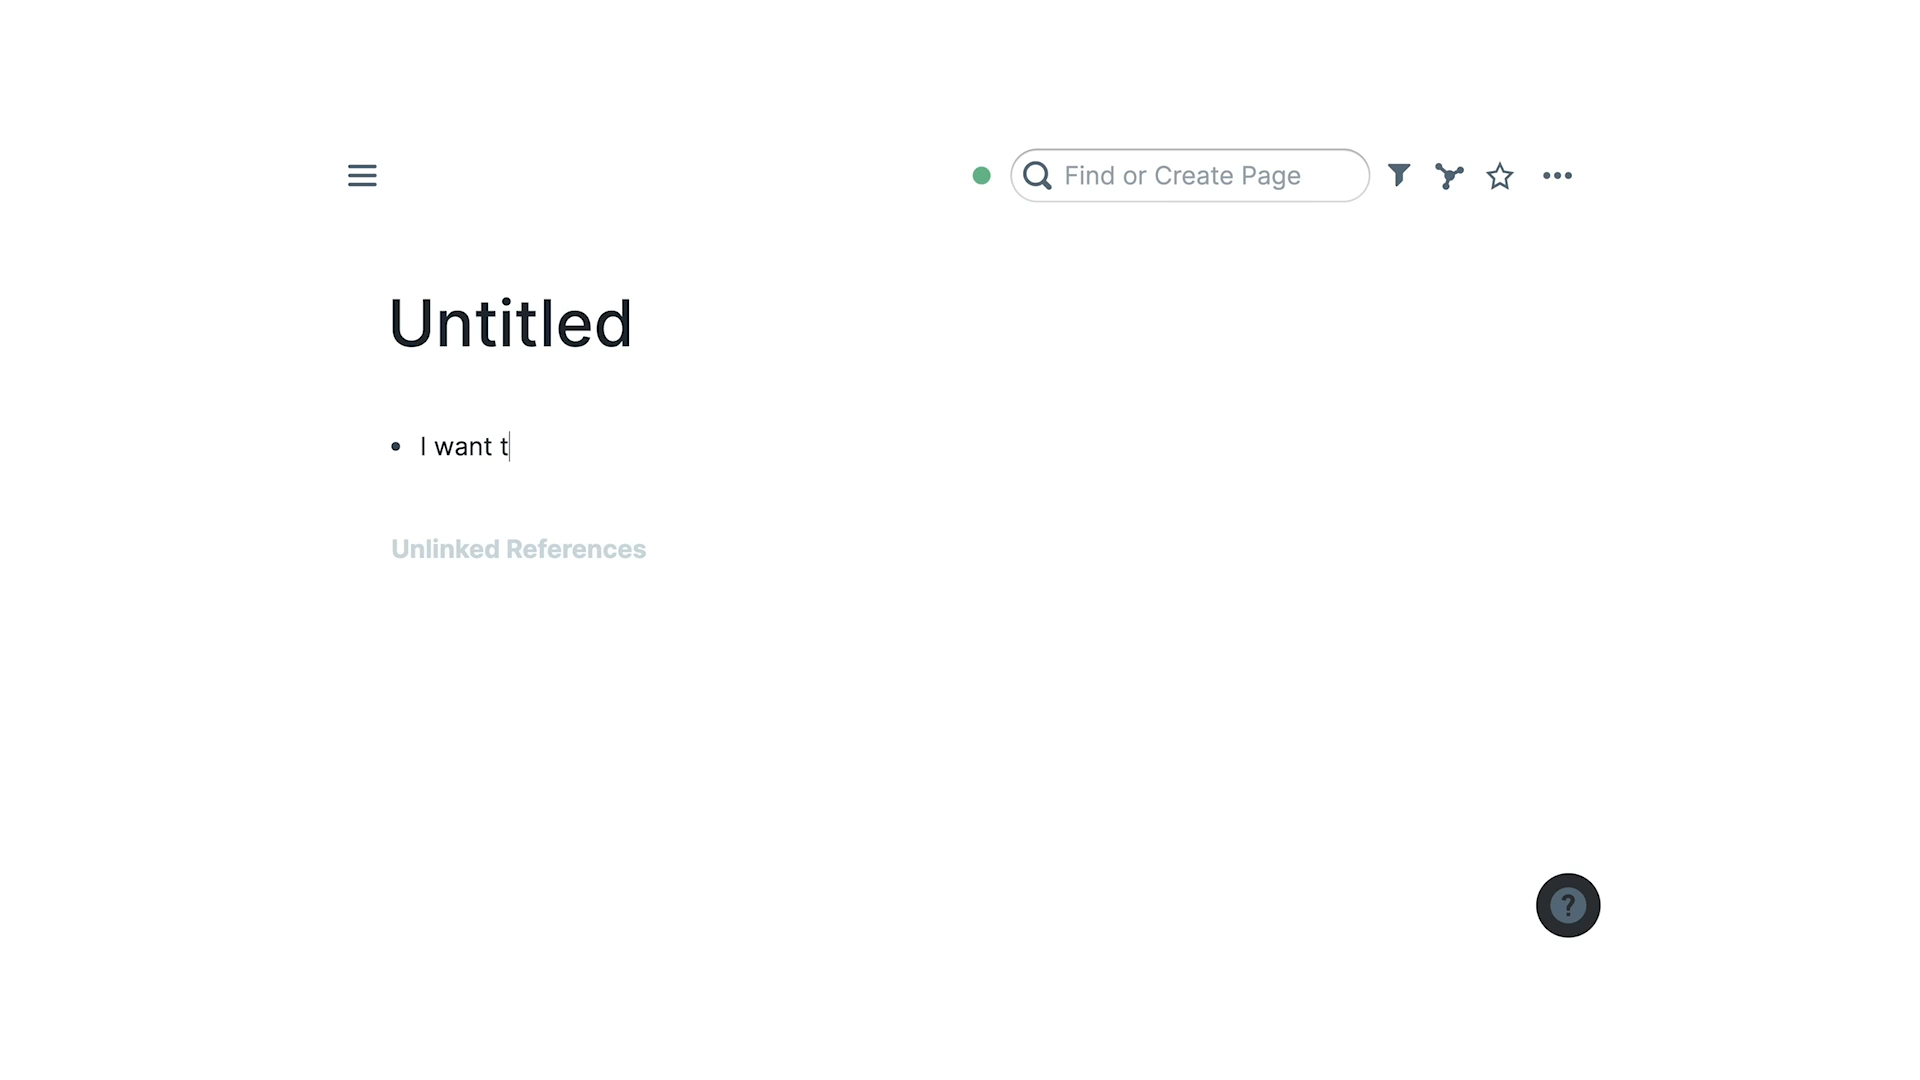 Find or Create Page
Untitled
• I want t
Unlinked References
?